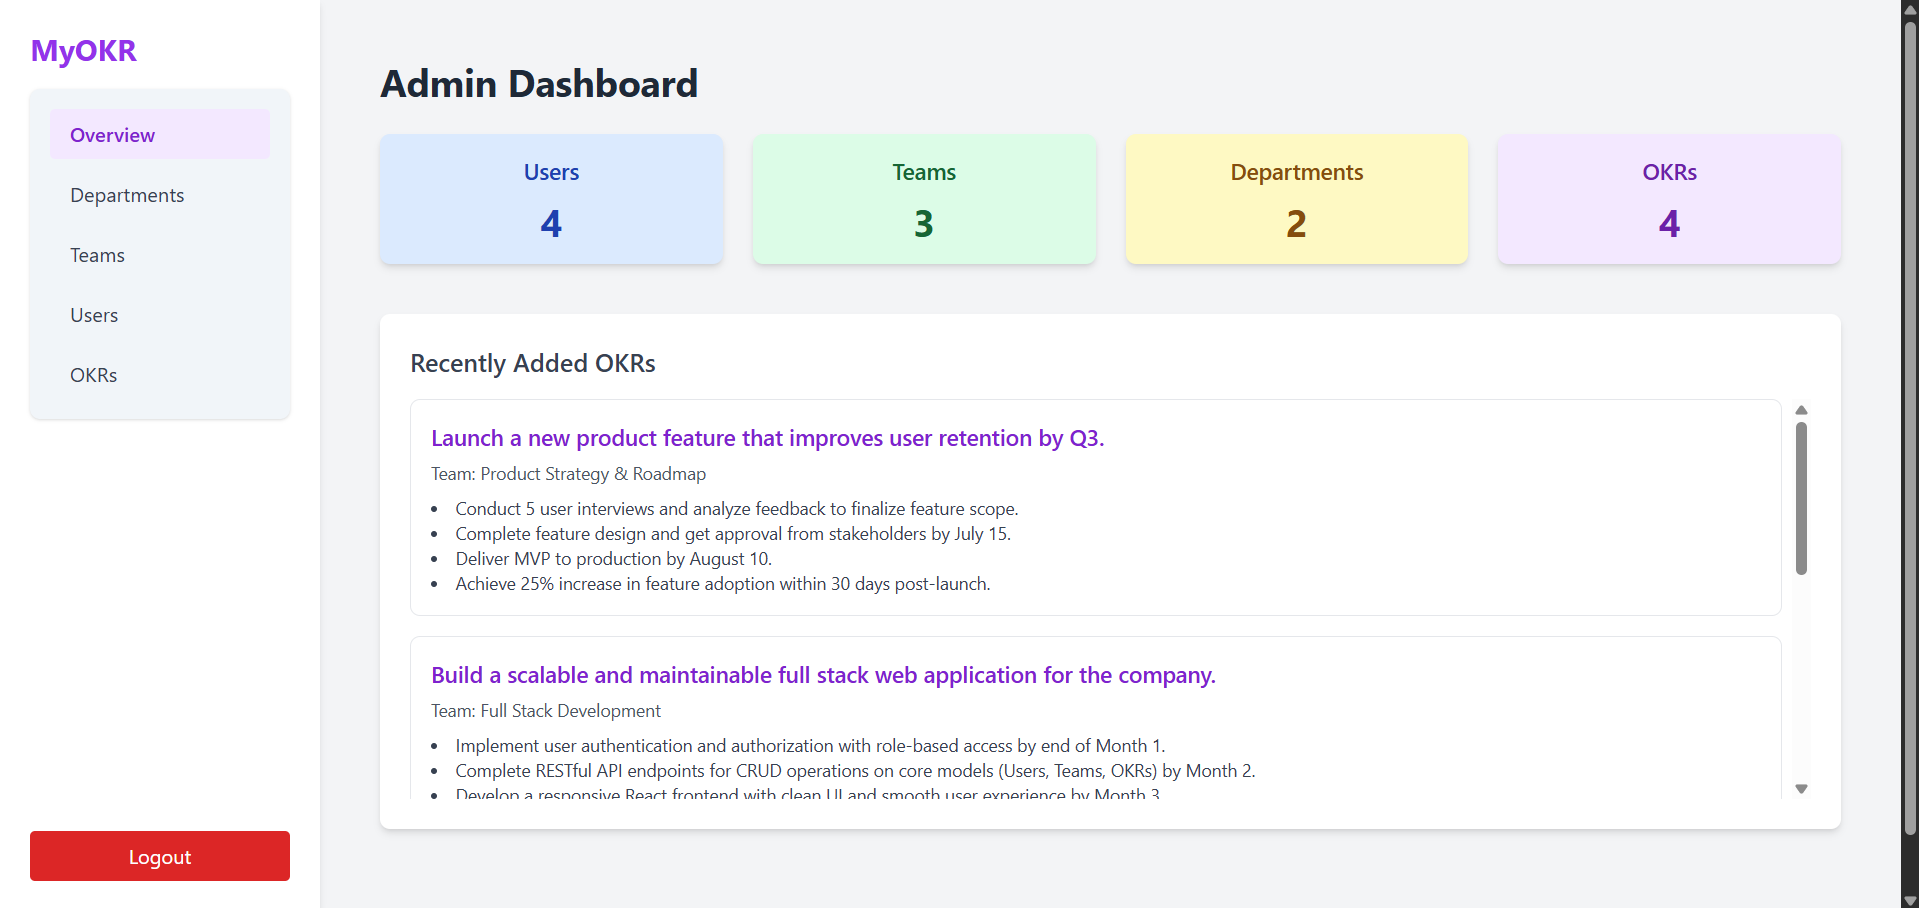 MyOKR
Overview
Departments
Teams
Users
OKRs
Logout
Admin Dashboard
Users
4
Teams
3
Departments
2
OKRs
4
Recently Added OKRs
Launch a new product feature that improves user retention by Q3.
Team: Product Strategy & Roadmap
• Conduct 5 user interviews and analyze feedback to finalize feature scope.
• Complete feature design and get approval from stakeholders by July 15.
• Deliver MVP to production by August 10.
• Achieve 25% increase in feature adoption within 30 days post-launch.
Build a scalable and maintainable full stack web application for the company.
Team: Full Stack Development
• Implement user authentication and authorization with role-based access by end of Month 1.
• Complete RESTful API endpoints for CRUD operations on core models (Users, Teams, OKRs) by Month 2.
• Develop a responsive React frontend with clean UI and smooth user experience by Month 3.